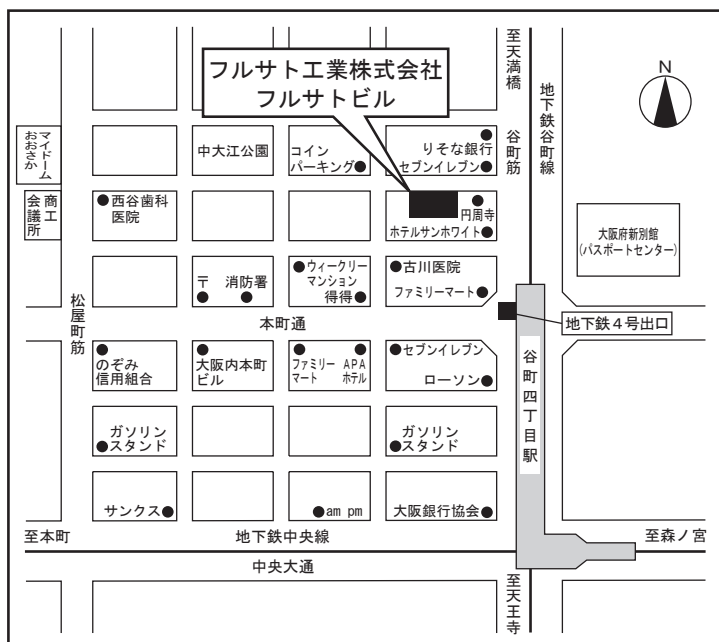 至天満橋
フルサト工業株式会社
フルサトビル
N
谷町筋
地下鉄谷町線
マイドーム
おおさか
中大江公園
コイン
パーキング
りそな銀行
セブンイレブン
商工
会議所
西谷歯科
医院
円周寺
ホテルサンホワイト
大阪府新別館
(パスポートセンター)
松屋町筋
〒
消防署
ウィークリー
マンション
得得
古川医院
ファミリーマート
本町通
地下鉄4号出口
のぞみ
信用組合
大阪内本町
ビル
ファミリー
マート
APA
ホテル
セブンイレブン
ローソン
谷町四丁目駅
ガソリン
スタンド
ガソリン
スタンド
サンクス
am pm
大阪銀行協会
至本町
地下鉄中央線
至森ノ宮
中央大通
至天王寺